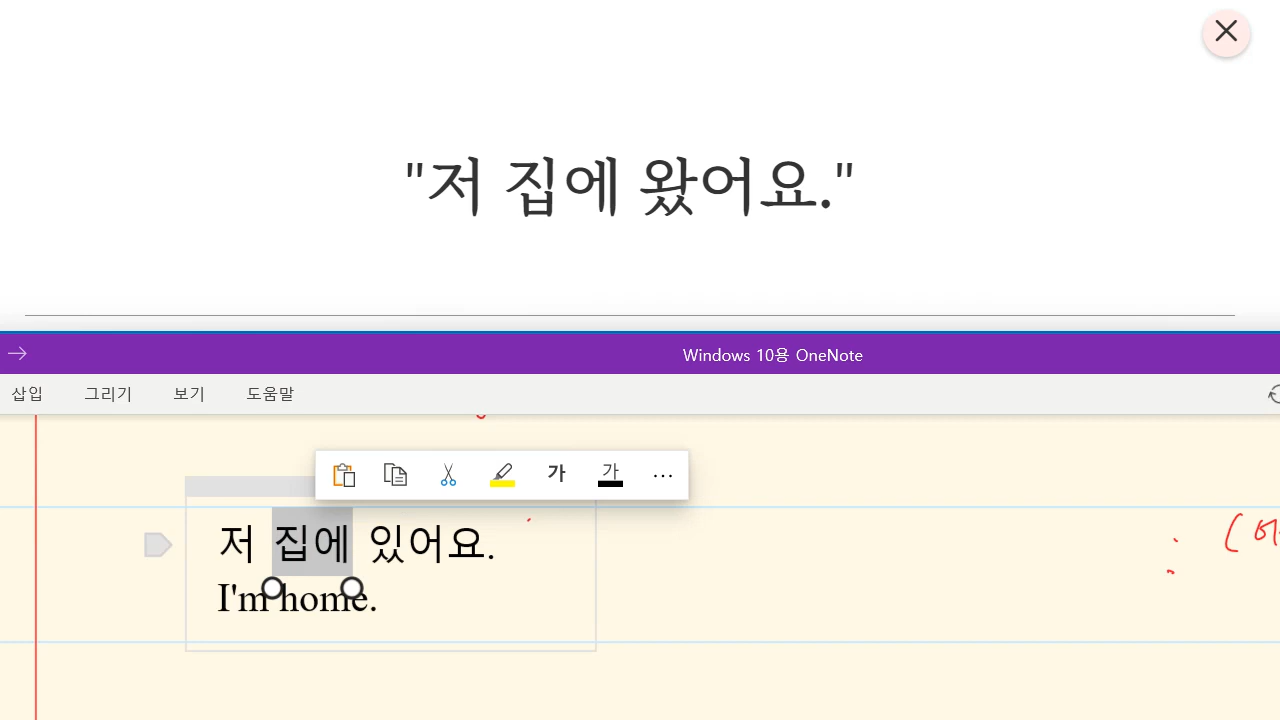 "저 집에 왔어요."
Windows 10용 OneNote
삽입 그리기 보기 도움말
가 가 ...
저 집에 있어요.
I'm home.